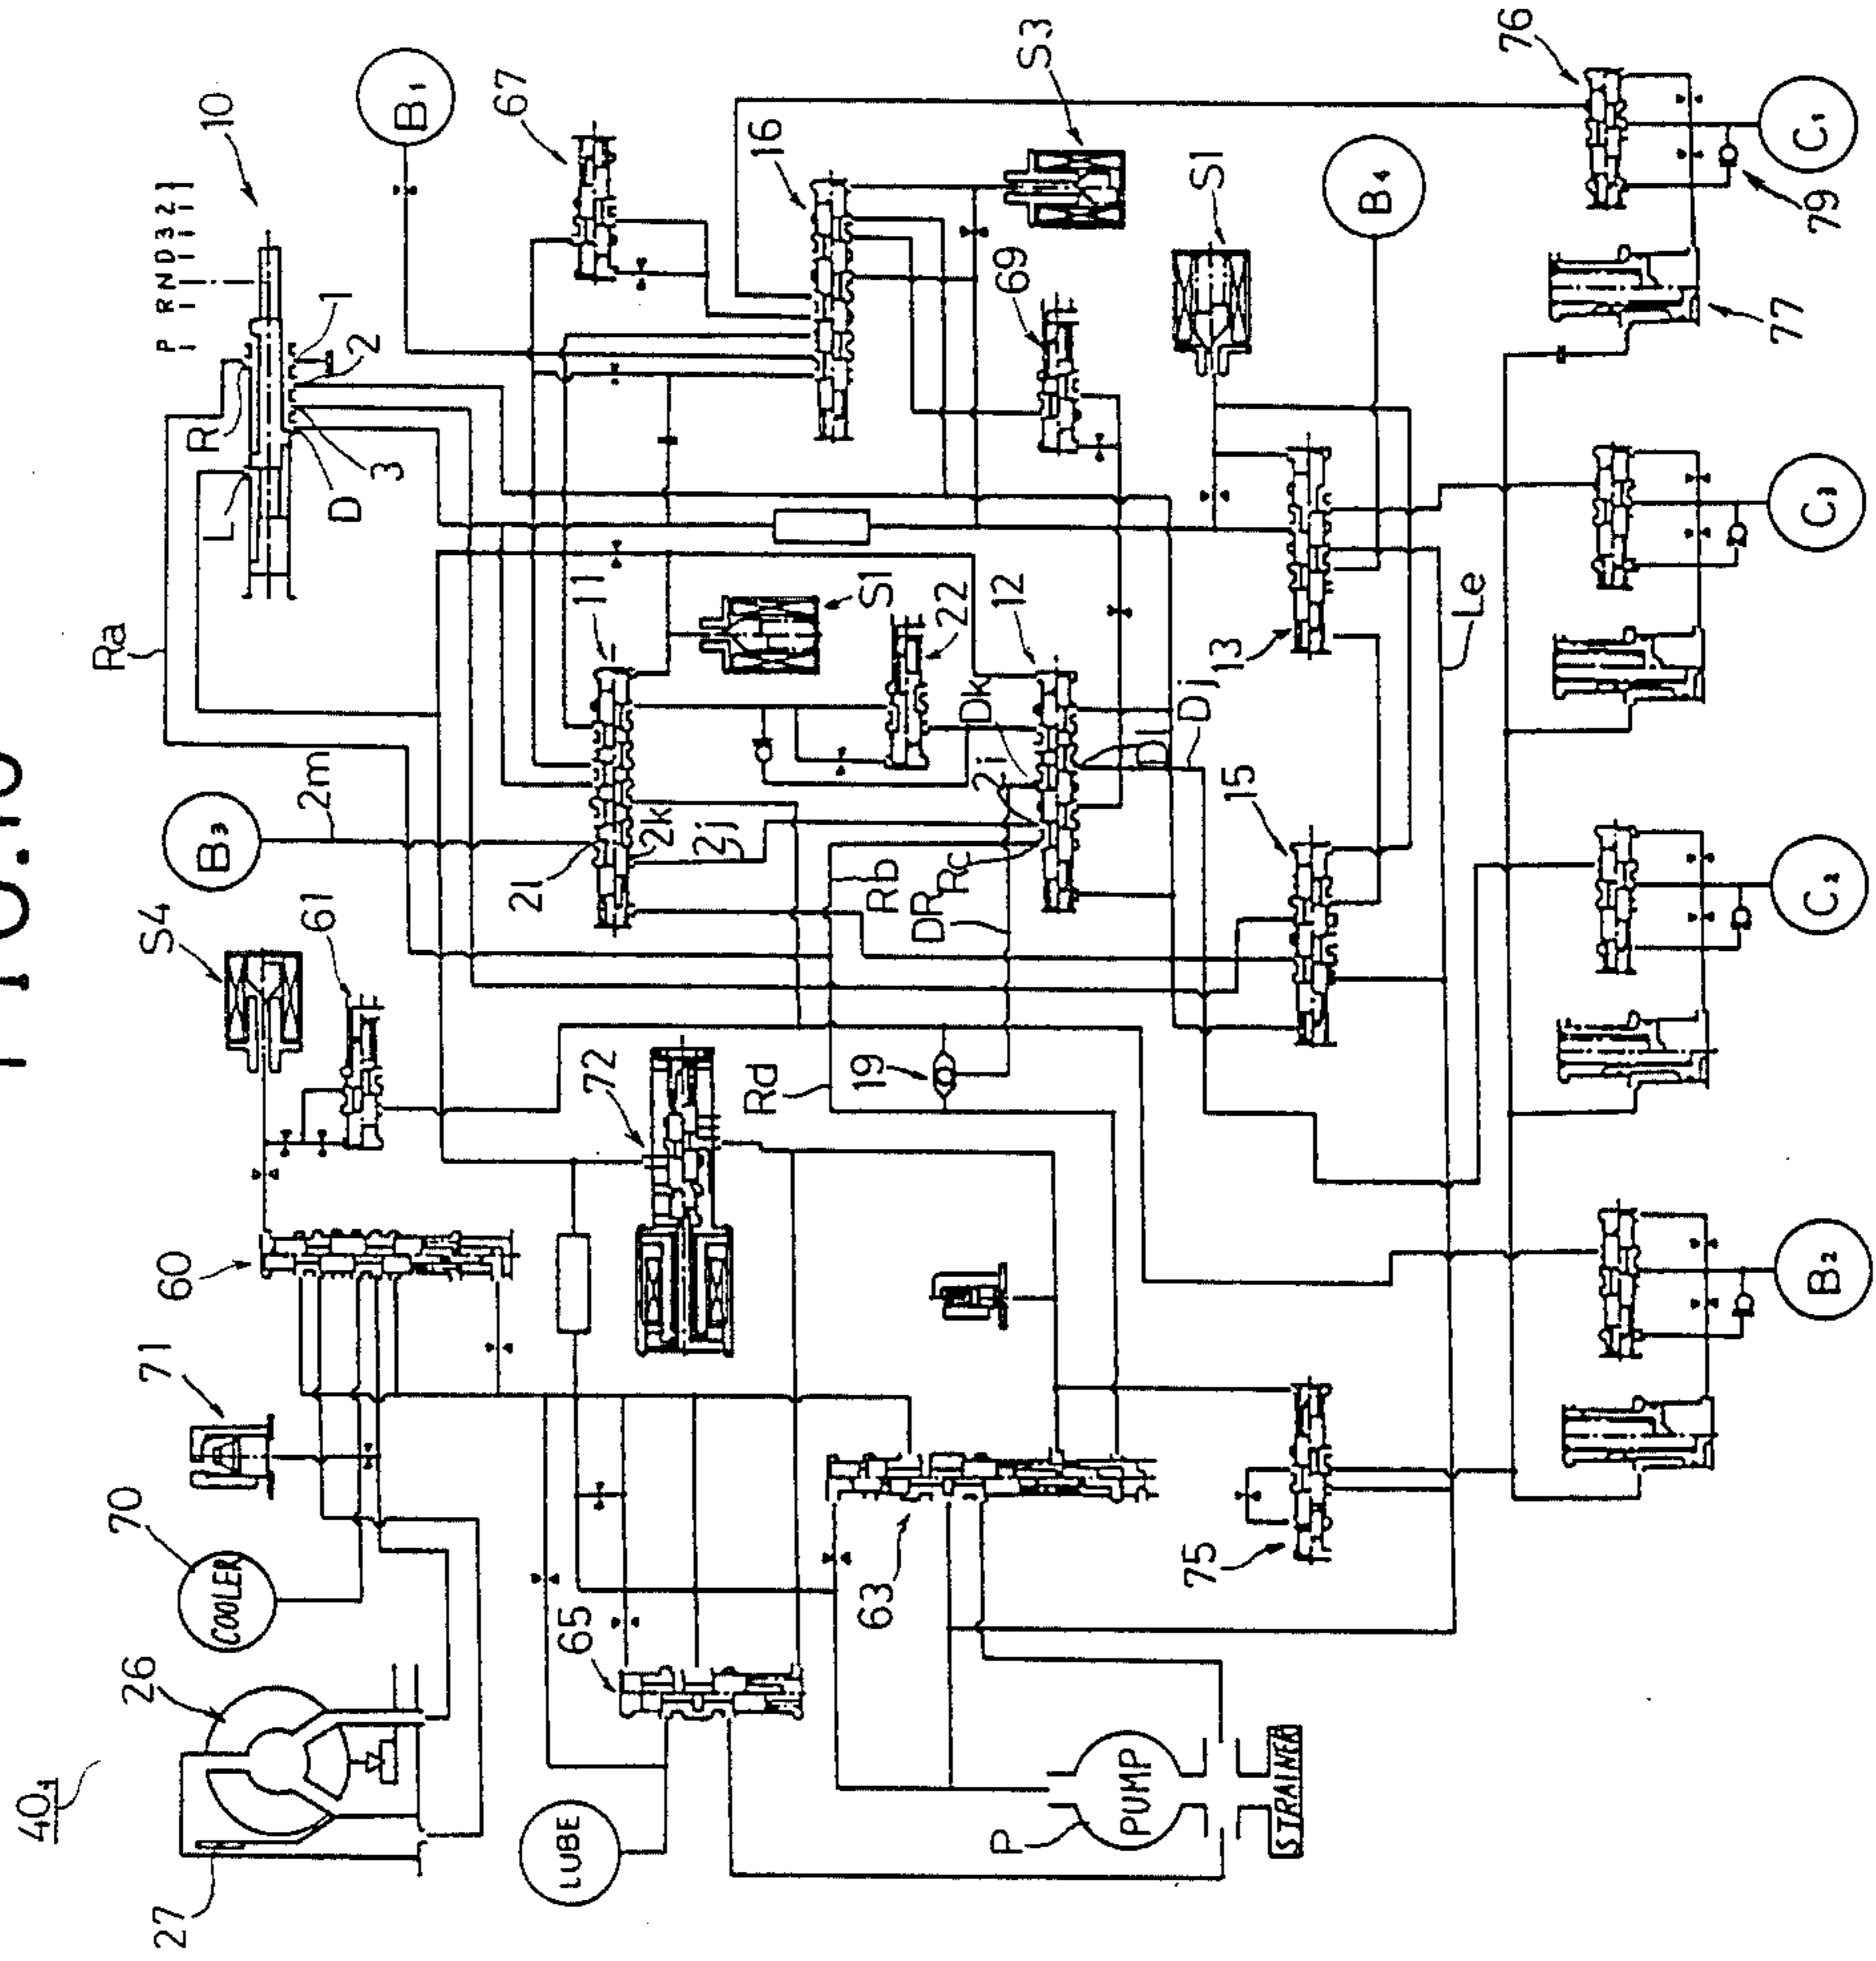 40i
27
26
70
COOLER
71
60
S4
61
B3
2m
Ra
L
R
D
3
2
1
P R N D 3 2 1
10
B1
67
16
S3
LUBE
65
72
Rd
19
2l
2k
2j
11
S1
22
12
Dk
2i
Rb
Rc
DR
Dl
Dj
69
S1
B4
P
PUMP
STRAINER
63
75
15
13
Le
B2
C2
C3
77
79
76
C1